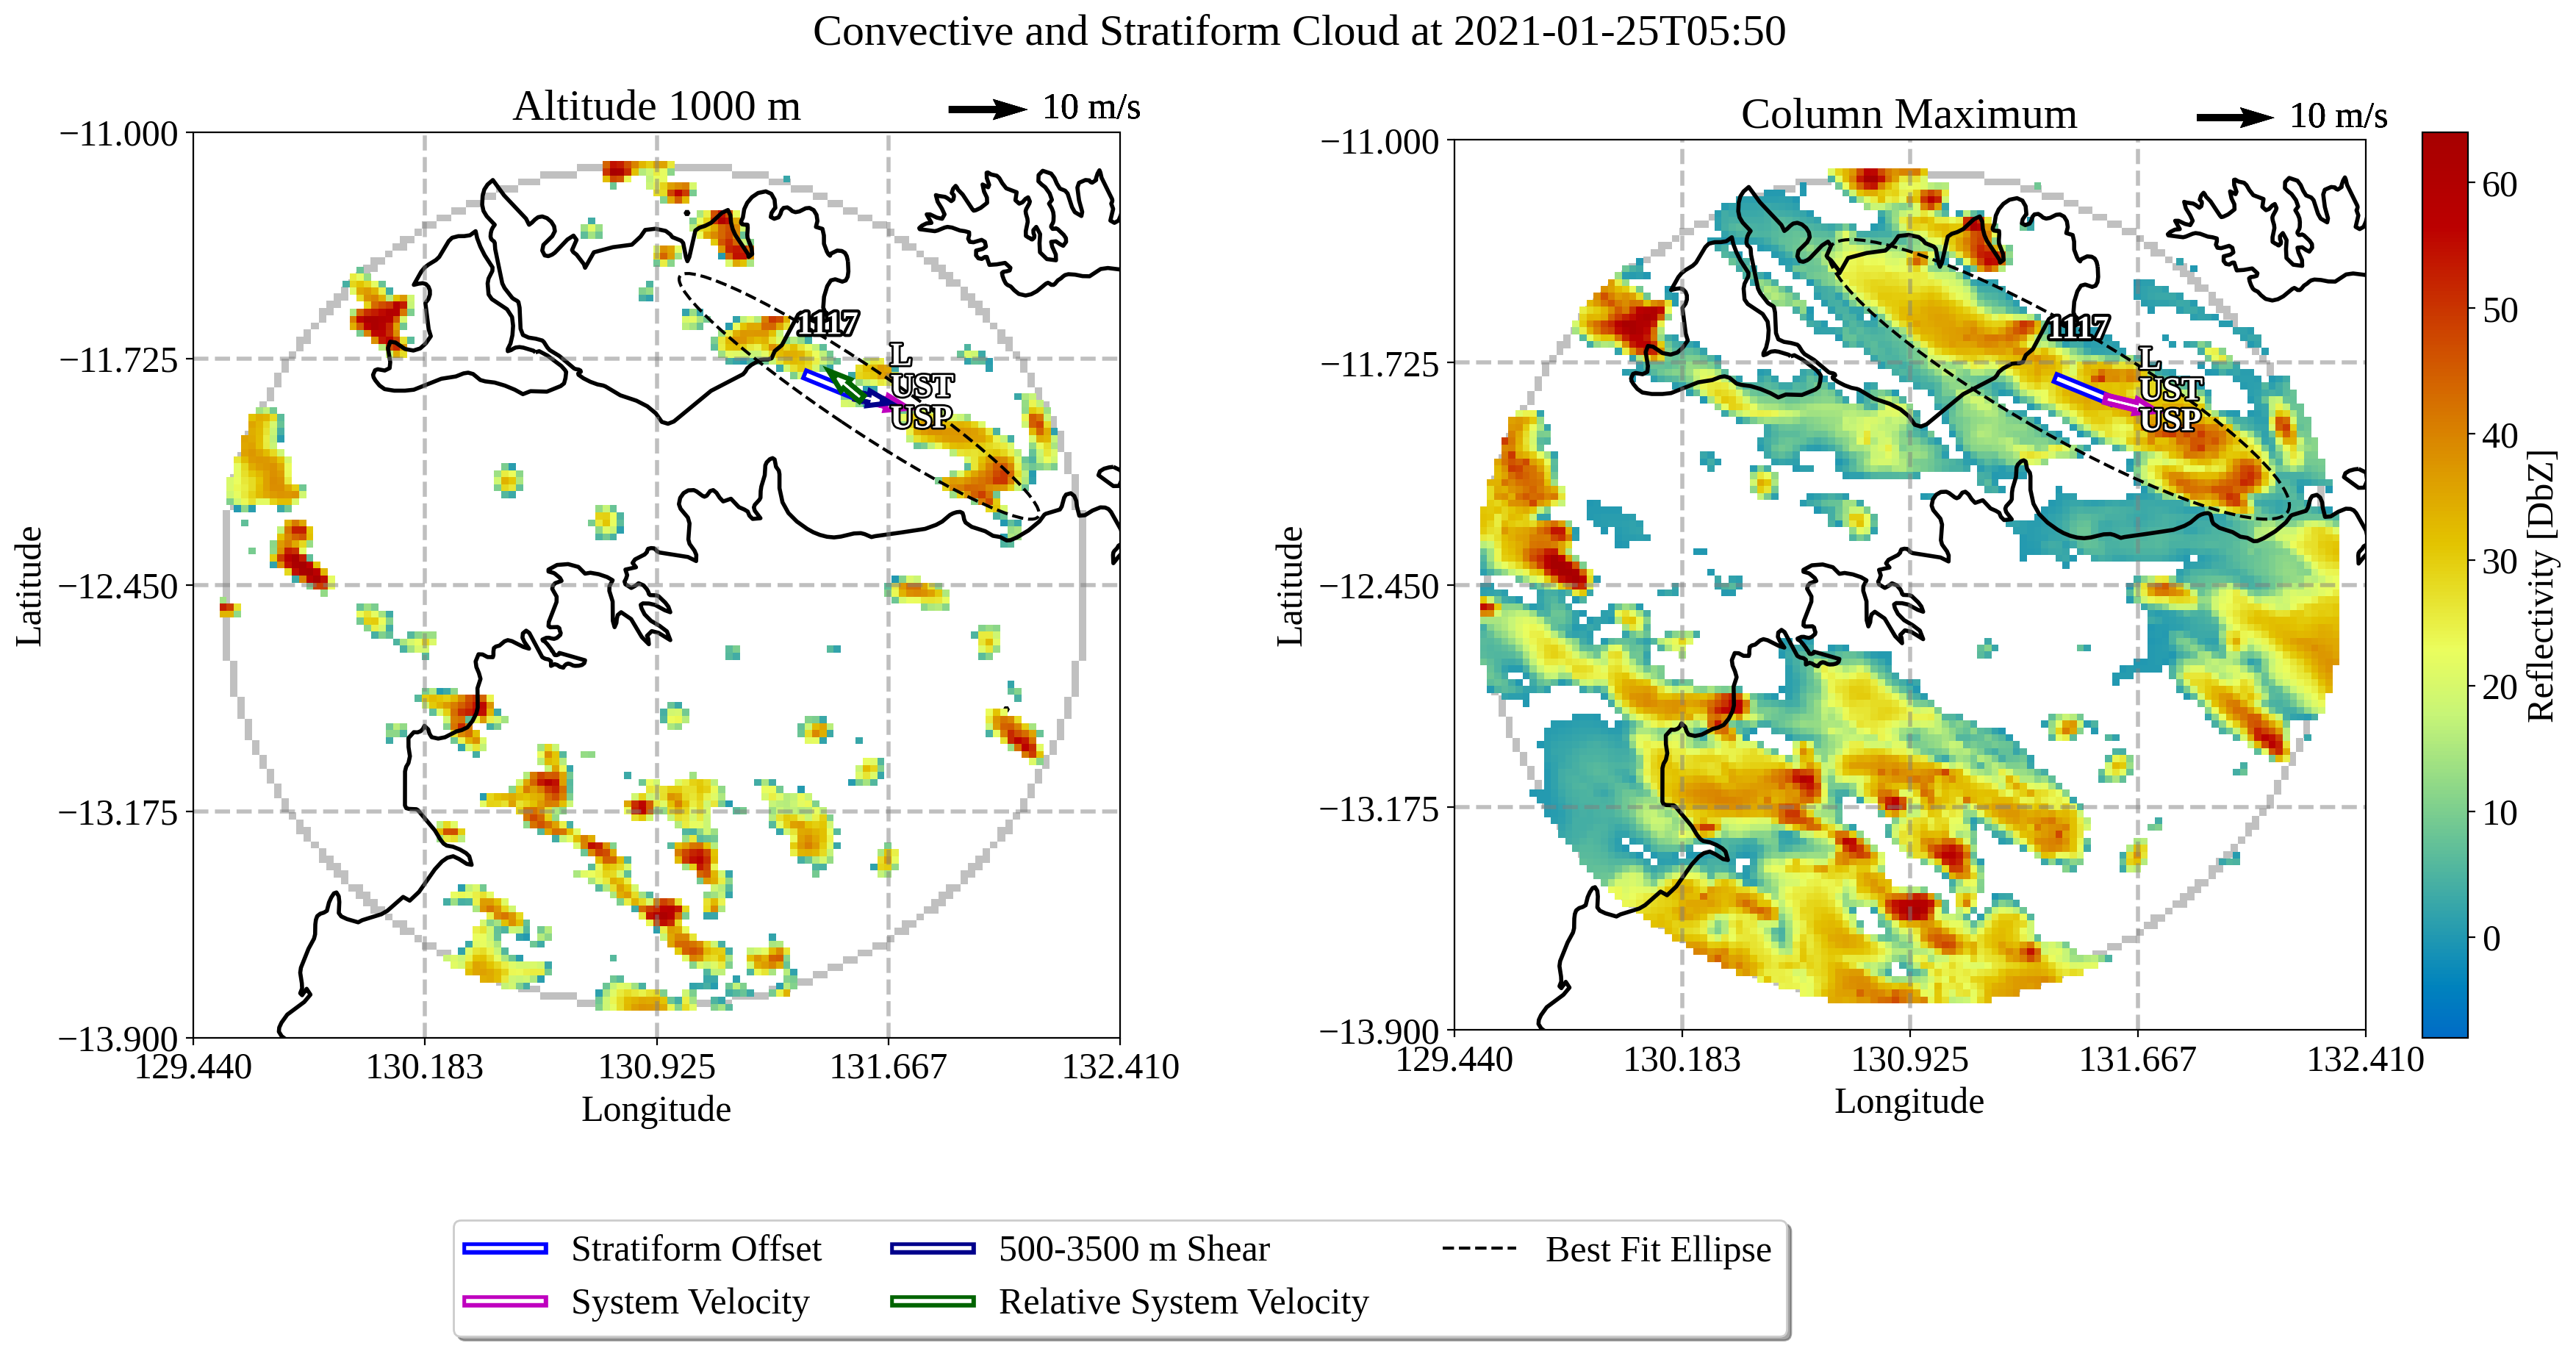 Convective and Stratiform Cloud at 2021-01-25T05:50
Altitude 1000 m
10 m/s
−11.000
−11.725
−12.450
−13.175
−13.900
129.440
130.183
130.925
131.667
132.410
Latitude
Longitude
1117
L
UST
USP
Column Maximum
10 m/s
−11.000
−11.725
−12.450
−13.175
−13.900
129.440
130.183
130.925
131.667
132.410
Latitude
Longitude
1117
L
UST
USP
60
50
40
30
20
10
0
Reflectivity [DbZ]
Stratiform Offset
System Velocity
500-3500 m Shear
Relative System Velocity
Best Fit Ellipse